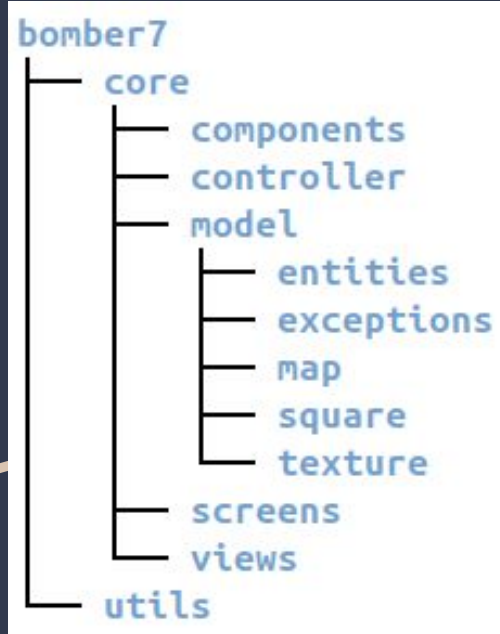 bomber7
core
components
controller
model
entities
exceptions
map
square
texture
screens
views
utils